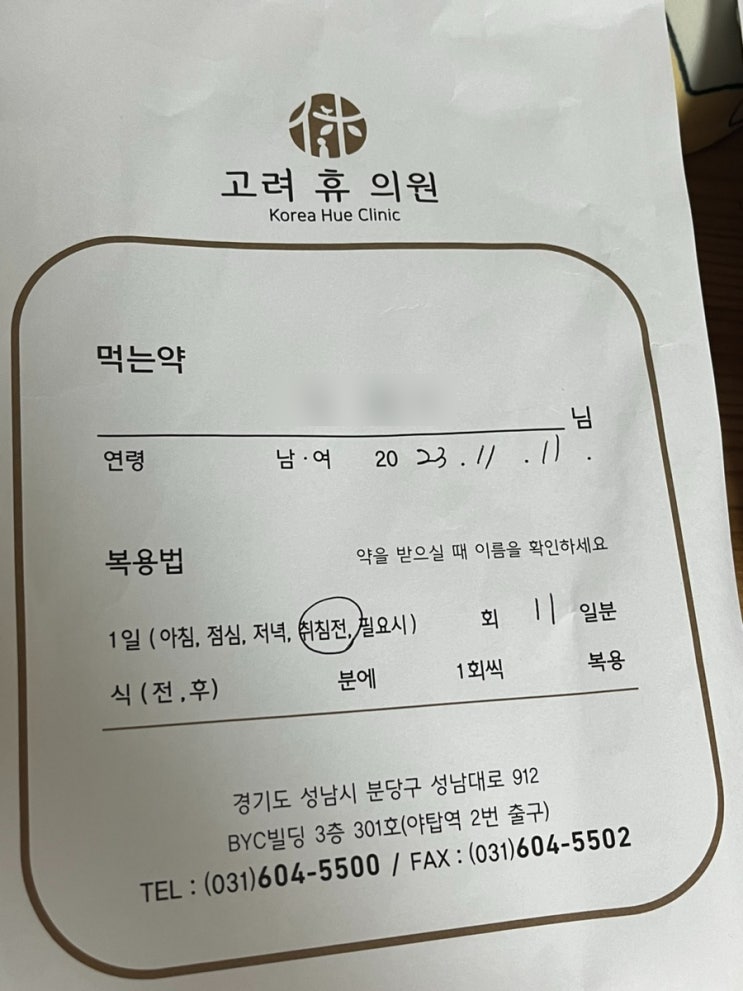 고려 휴 의원
Korea Hue Clinic
먹는약
님
연령 남·여 20 23 . 11 . 11 .
복용법 약을 받으실 때 이름을 확인하세요
1일 (아침, 점심, 저녁, 취침전, 필요시) 회 11 일분
식 (전 ,후) 분에 1회씩 복용
경기도 성남시 분당구 성남대로 912
BYC빌딩 3층 301호(야탑역 2번 출구)
TEL : (031)604-5500 / FAX : (031)604-5502